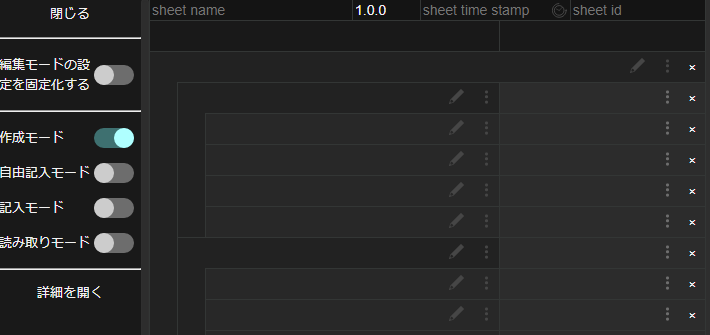 閉じる
編集モードの設
定を固定化する
作成モード
自由記入モード
記入モード
読み取りモード
詳細を開く
sheet name
1.0.0
sheet time stamp
sheet id